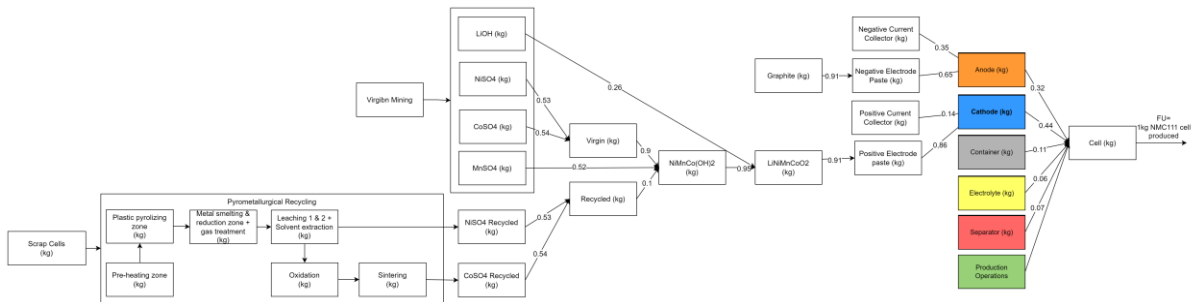 LiOH (kg)
NiSO4 (kg)
CoSO4 (kg)
MnSO4 (kg)
Virgibn Mining
0.53
0.54
0.52
0.26
Virgin (kg)
0.9
NiMnCo(OH)2
(kg)
0.95
LiNiMnCoO2
(kg)
0.91
Graphite (kg)
0.91
Negative Current
Collector (kg)
0.35
Negative Electrode
Paste (kg)
0.65
Positive Current
Collector (kg)
0.14
Positive Electrode
paste (kg)
0.86
Anode (kg)
0.32
Cathode (kg)
0.44
Container (kg)
0.11
Electrolyte (kg)
0.06
Separator (kg)
0.07
Production
Operations
Cell (kg)
FU=
1kg NMC111 cell
produced
Scrap Cells
(kg)
Pyrometallurgical Recycling
Plastic pyrolizing
zone
(kg)
Pre-heating zone
(kg)
Metal smelting &
reduction zone +
gas treatment
(kg)
Leaching 1 & 2 +
Solvent extraction
(kg)
Oxidation
(kg)
Sintering
(kg)
NiSO4 Recycled
(kg)
0.53
CoSO4 Recycled
(kg)
0.54
Recycled
(kg)
0.1